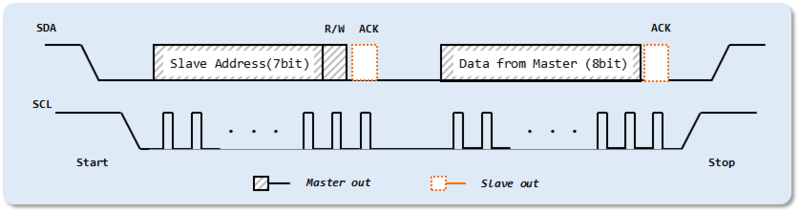 SDA
R/W ACK
ACK
Slave Address(7bit)
Data from Master (8bit)
SCL
. . .
. . .
Start
Stop
Master out
Slave out